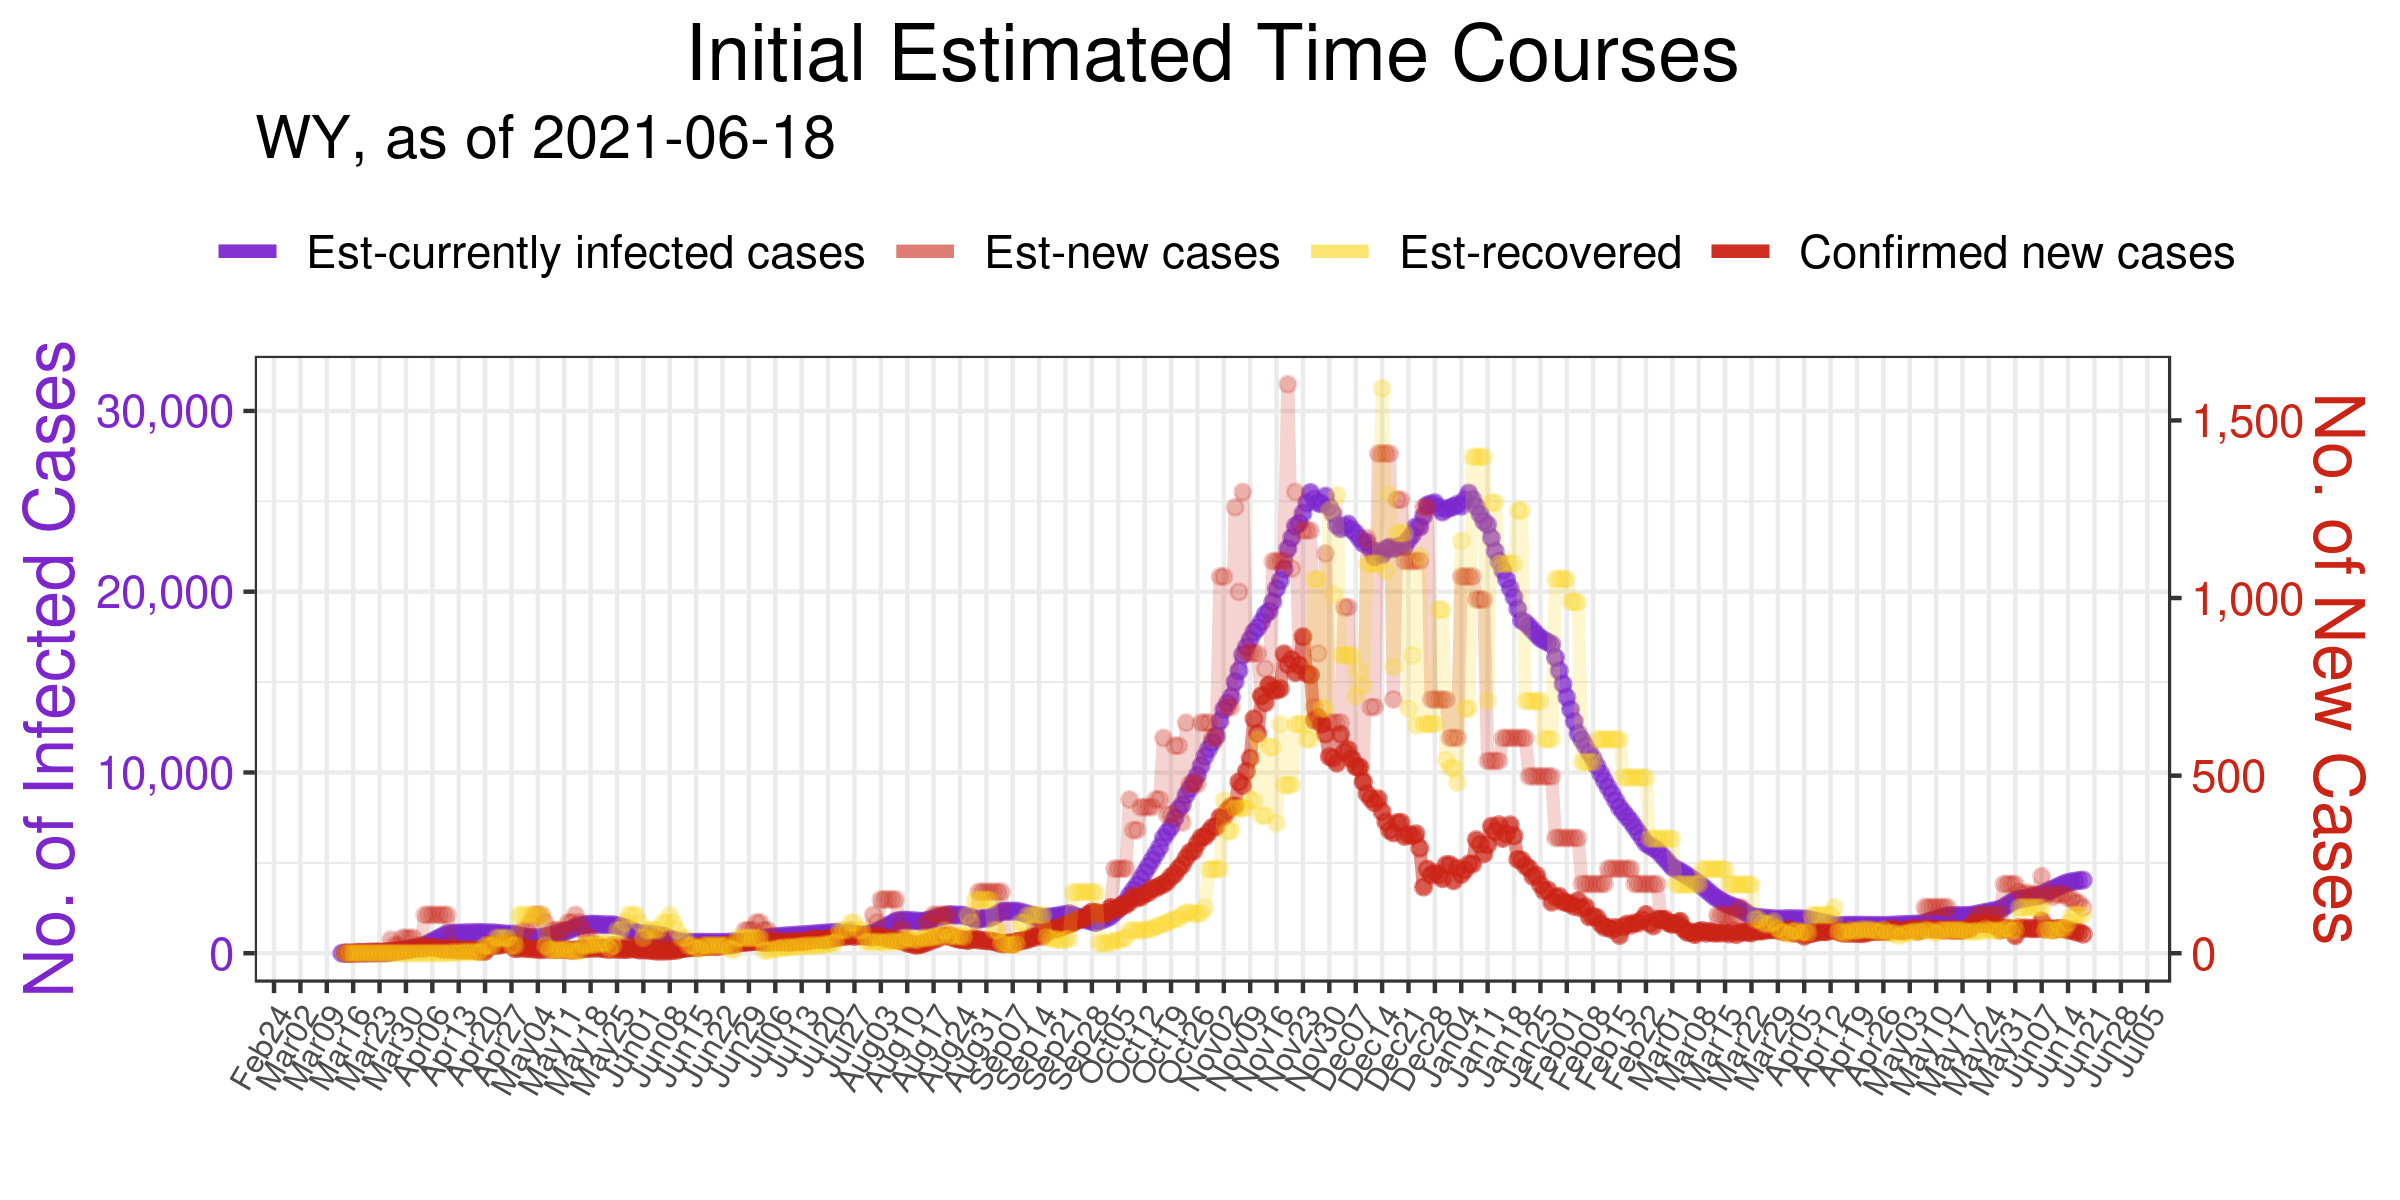 Initial Estimated Time Courses
WY, as of 2021-06-18
Est-currently infected cases
Est-new cases
Est-recovered
Confirmed new cases
No. of Infected Cases
30,000
20,000
10,000
0
1,500
1,000
500
0
No. of New Cases
Feb24
Mar02
Mar09
Mar16
Mar23
Mar30
Apr06
Apr13
Apr20
Apr27
May04
May11
May18
May25
Jun01
Jun08
Jun15
Jun22
Jun29
Jul06
Jul13
Jul20
Jul27
Aug03
Aug10
Aug17
Aug24
Aug31
Sep07
Sep14
Sep21
Sep28
Oct05
Oct12
Oct19
Oct26
Nov02
Nov09
Nov16
Nov23
Nov30
Dec07
Dec14
Dec21
Dec28
Jan04
Jan11
Jan18
Jan25
Feb01
Feb08
Feb15
Feb22
Mar01
Mar08
Mar15
Mar22
Mar29
Apr05
Apr12
Apr19
Apr26
May03
May10
May17
May24
May31
Jun07
Jun14
Jun21
Jun28
Jul05